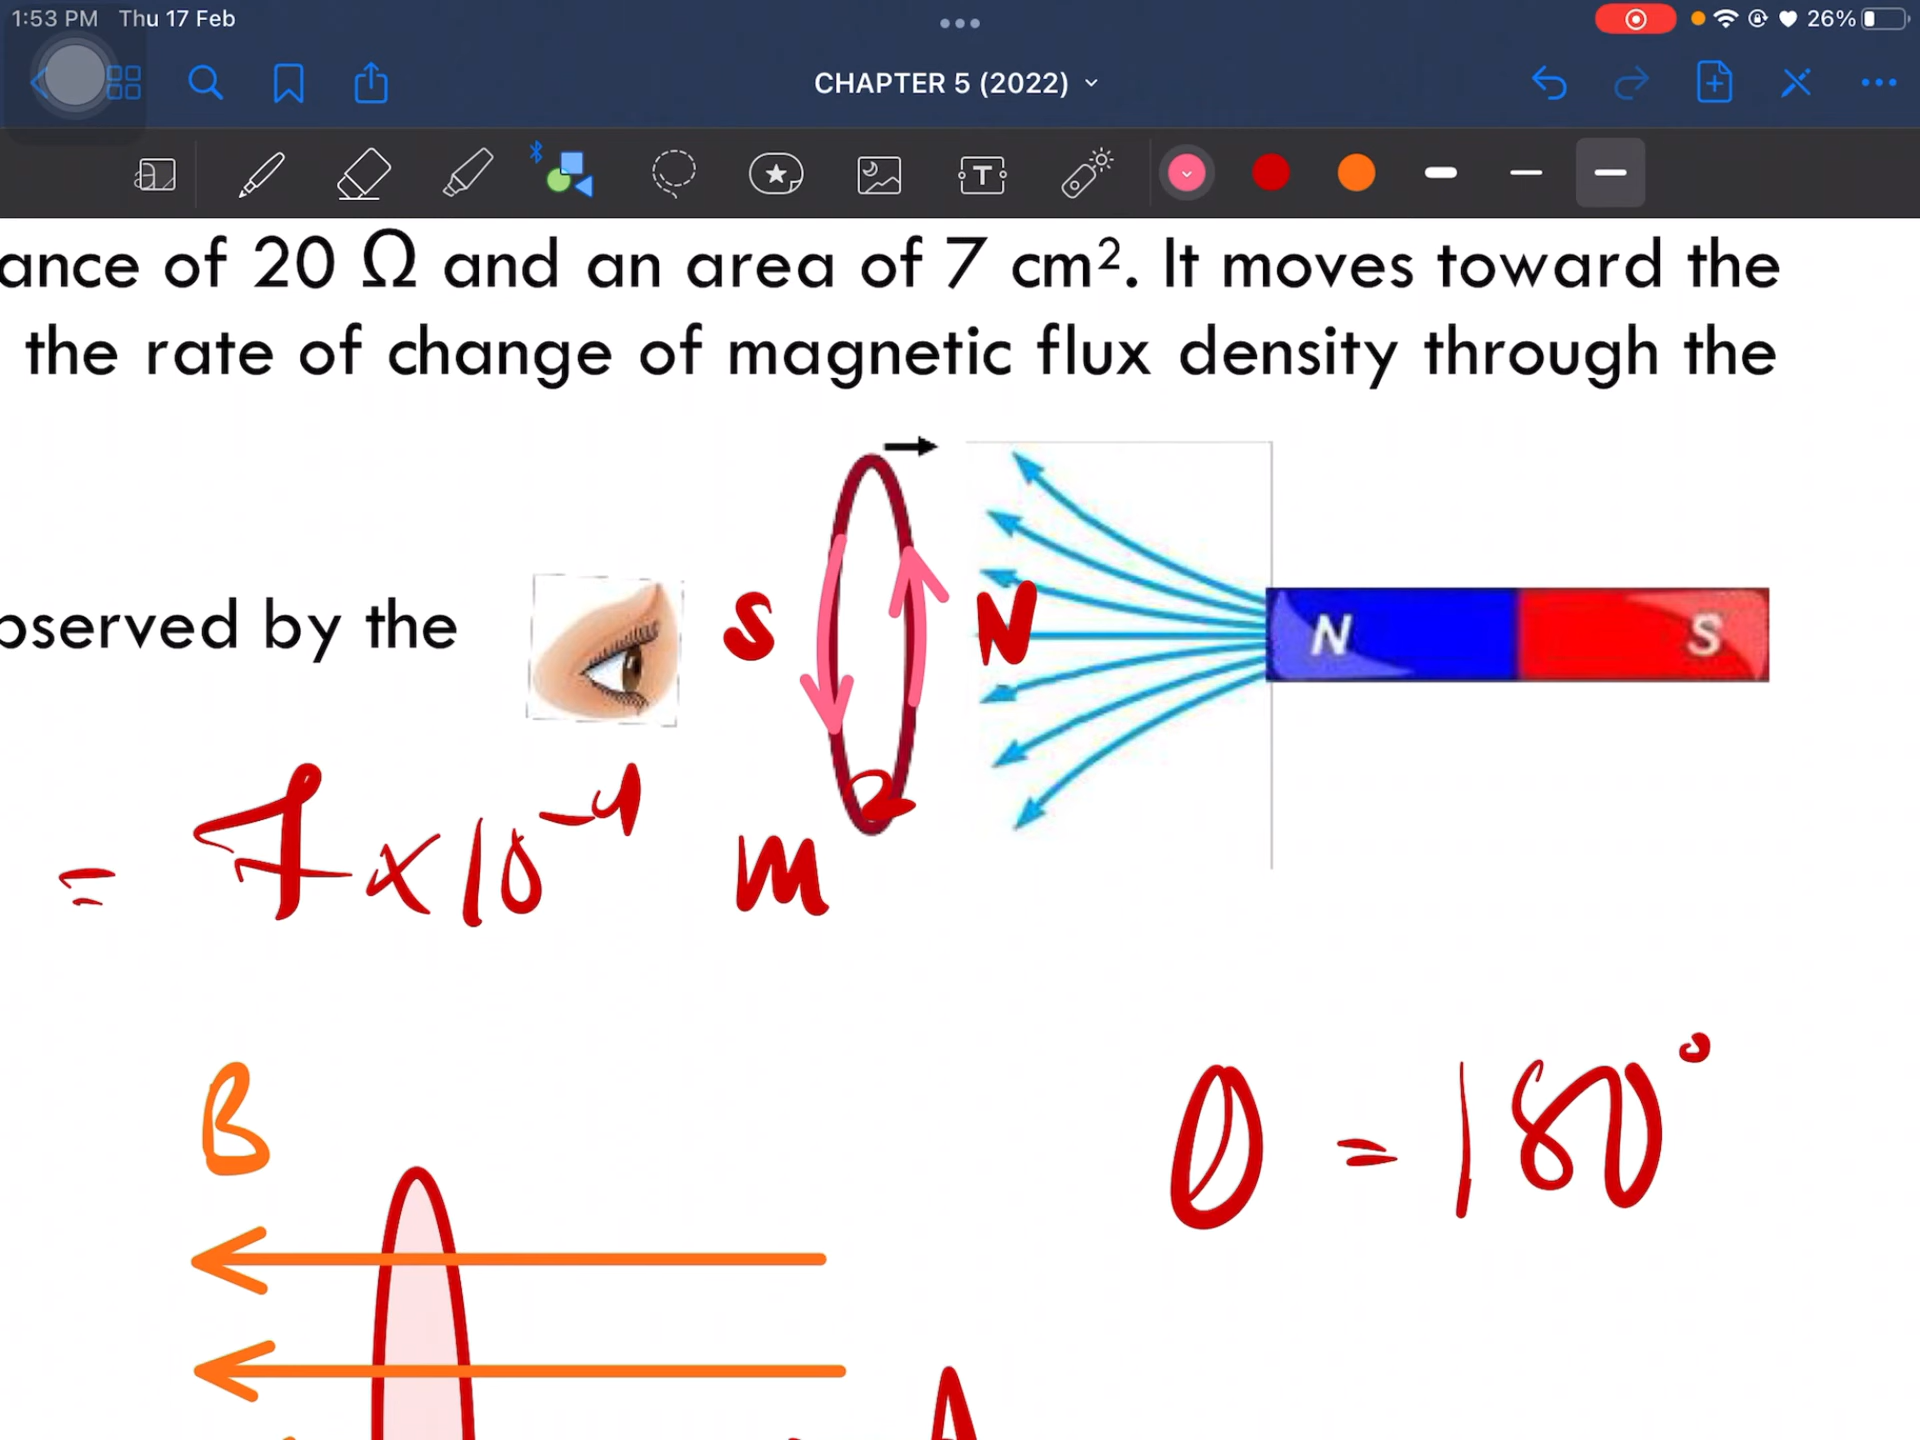 1:53 PM Thu 17 Feb
26%
CHAPTER 5 (2022)
T
ance of 20 Ω and an area of 7 cm². It moves toward the
the rate of change of magnetic flux density through the
bserved by the
S
N
N
S
= 7 × 10⁻⁴ m²
B
θ = 180°
A